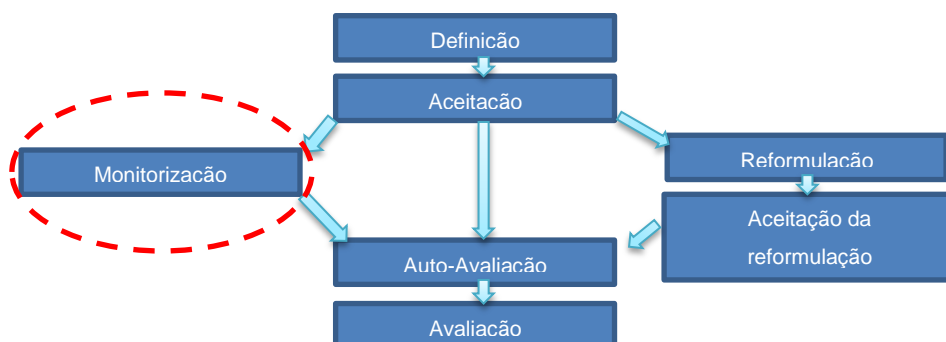 Definição
Aceitação
Monitorização
Reformulação
Aceitação da
reformulação
Auto-Avaliação
Avaliação